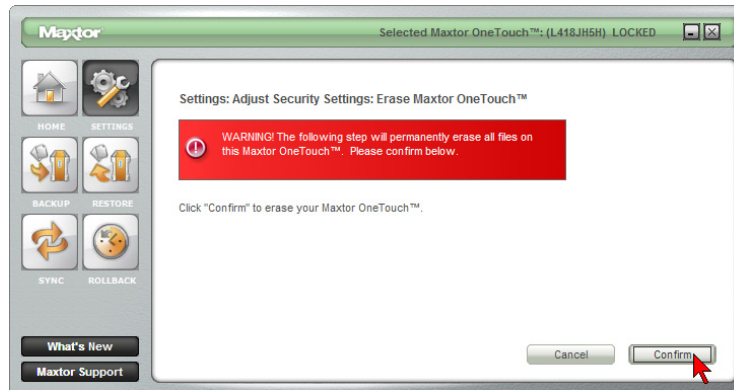 Maxtor
Selected Maxtor OneTouch™: (L418JH5H) LOCKED
HOME SETTINGS
BACKUP RESTORE
SYNC ROLLBACK
What's New
Maxtor Support
Settings: Adjust Security Settings: Erase Maxtor OneTouch™
WARNING! The following step will permanently erase all files on
this Maxtor OneTouch™. Please confirm below.
Click "Confirm" to erase your Maxtor OneTouch™.
Cancel Confirm